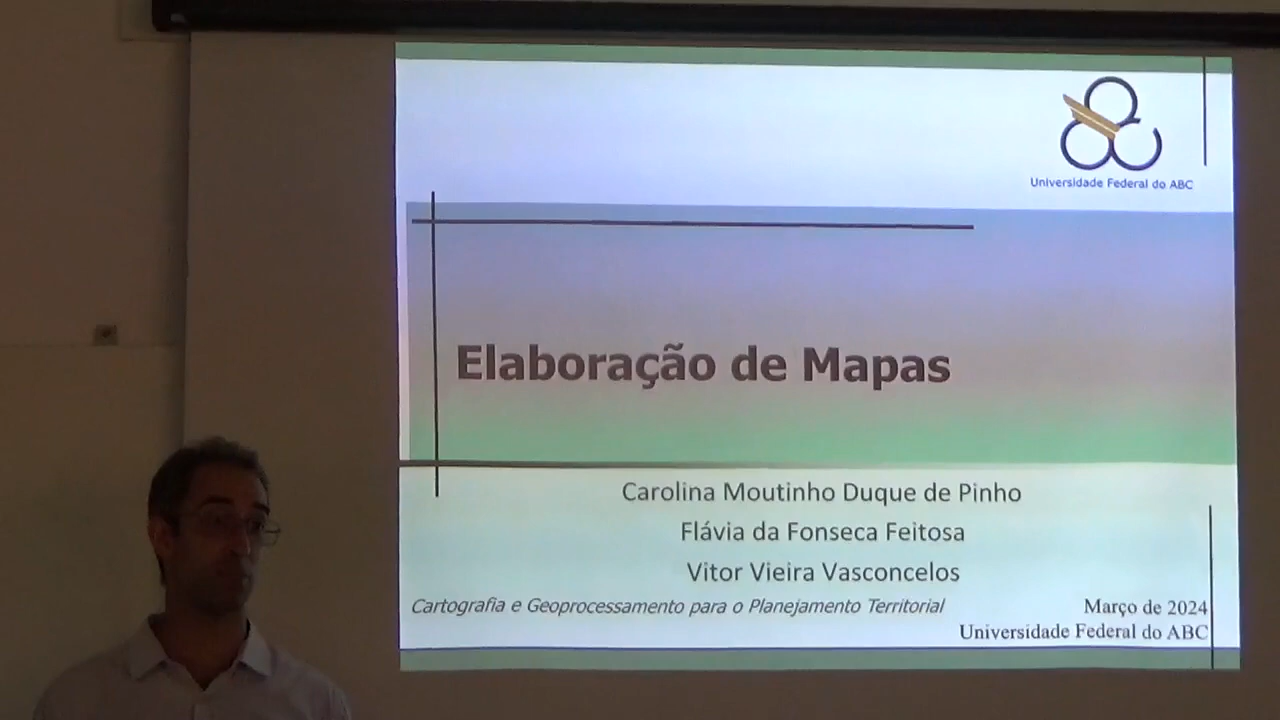 Universidade Federal do ABC
Elaboração de Mapas
Carolina Moutinho Duque de Pinho
Flávia da Fonseca Feitosa
Vitor Vieira Vasconcelos
Cartografia e Geoprocessamento para o Planejamento Territorial
Março de 2024
Universidade Federal do ABC